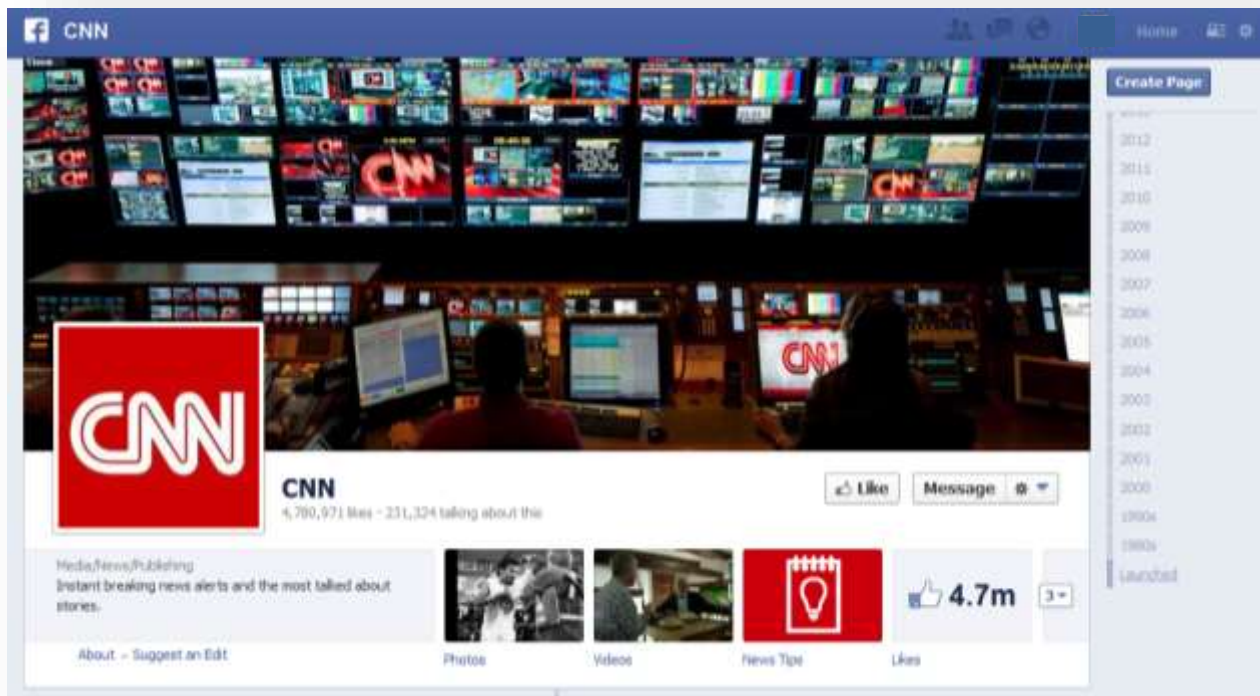 CNN
Home
Create Page
2012
2011
2010
2009
2008
2007
2006
2005
2004
2003
2002
2001
2000
1990s
1980s
Launched
CNN
CNN
CNN
CNN
CNN
4,780,971 likes · 231,324 talking about this
Like
Message
Media/News/Publishing
Instant breaking news alerts and the most talked about
stories.
About – Suggest an Edit
4.7m
3
Photos
Videos
News Tips
Likes